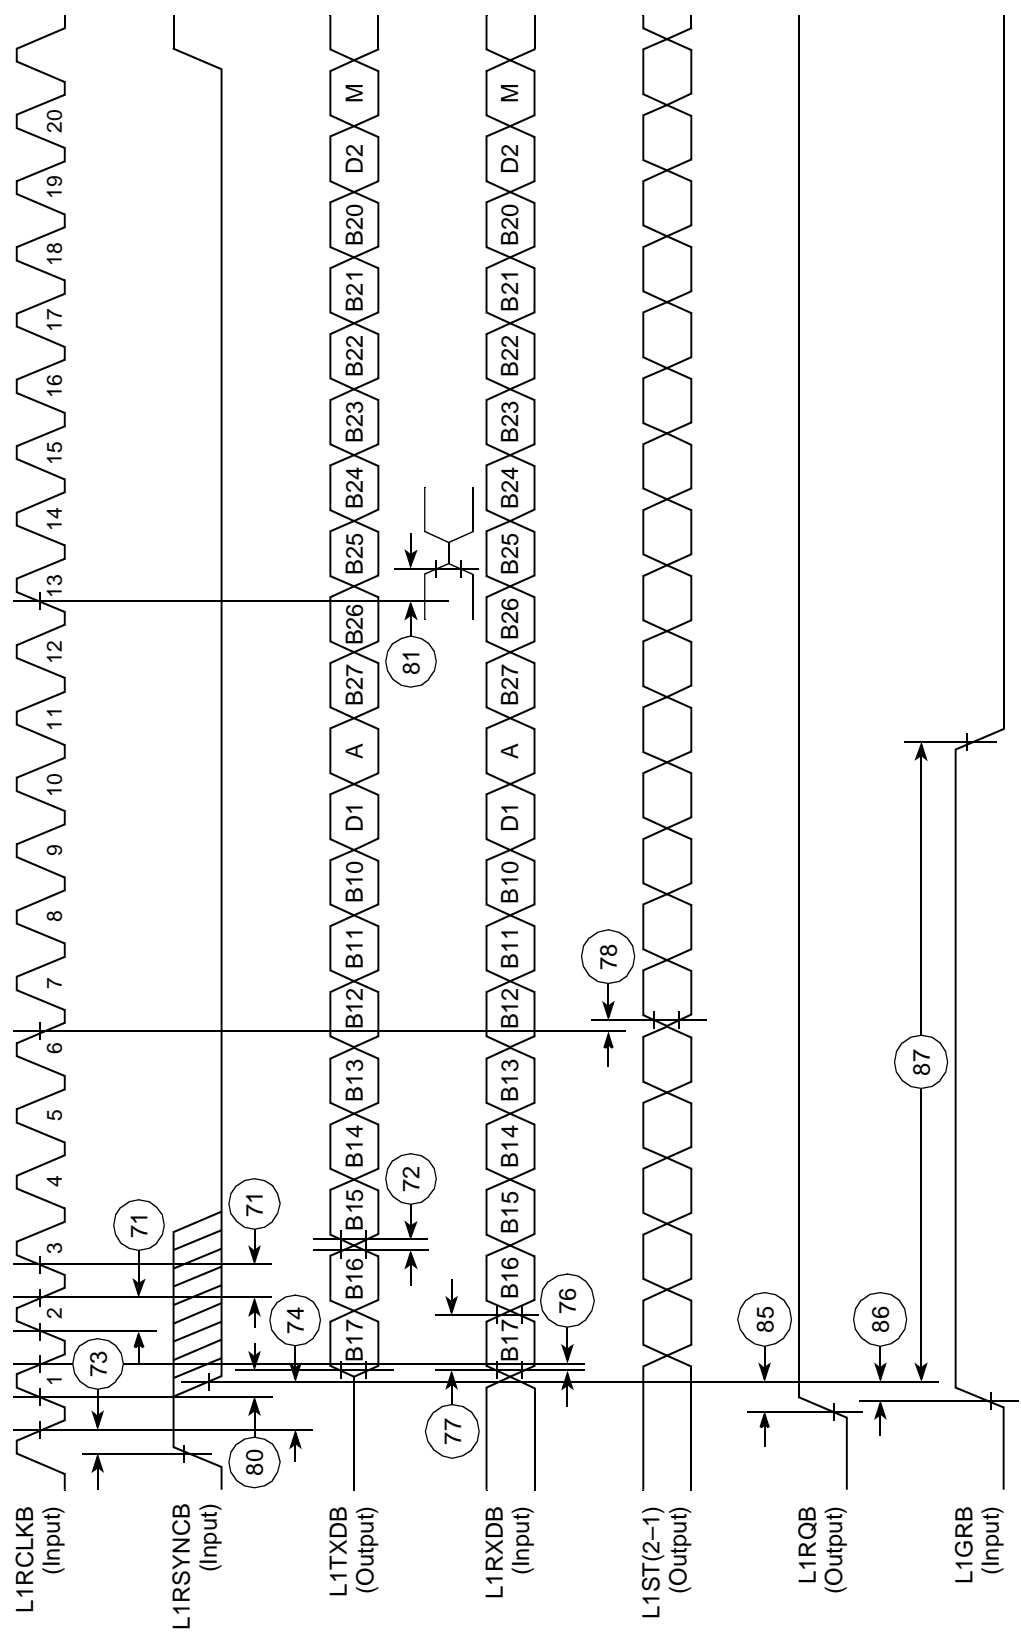 L1RCLKB
(Input)
1 2 3 4 5 6 7 8 9 10 11 12 13 14 15 16 17 18 19 20
73 71
L1RSYNCB
(Input)
80 74 71
L1TXDB
(Output)
B17 B16 B15 B14 B13 B12 B11 B10 D1 A B27 B26 B25 B24 B23 B22 B21 B20 D2 M
72 81
77
L1RXDB
(Input)
B17 B16 B15 B14 B13 B12 B11 B10 D1 A B27 B26 B25 B24 B23 B22 B21 B20 D2 M
76 78
L1ST(2–1)
(Output)
85
L1RQB
(Output)
86 87
L1GRB
(Input)